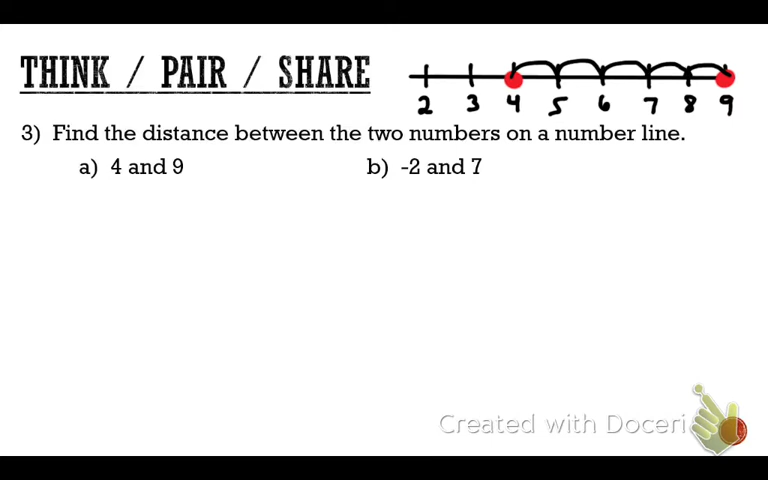 THINK / PAIR / SHARE
2 3 4 5 6 7 8 9
3) Find the distance between the two numbers on a number line.
a) 4 and 9 b) -2 and 7
Created with Doceri